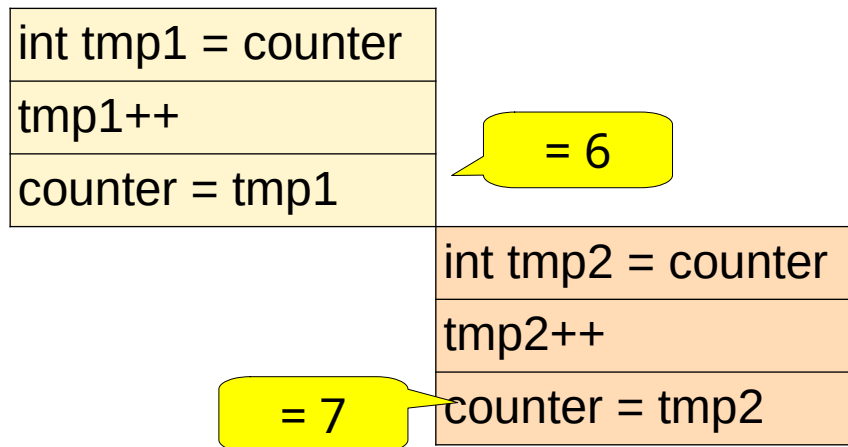 int tmp1 = counter
tmp1++
= 6
counter = tmp1
int tmp2 = counter
tmp2++
= 7
counter = tmp2